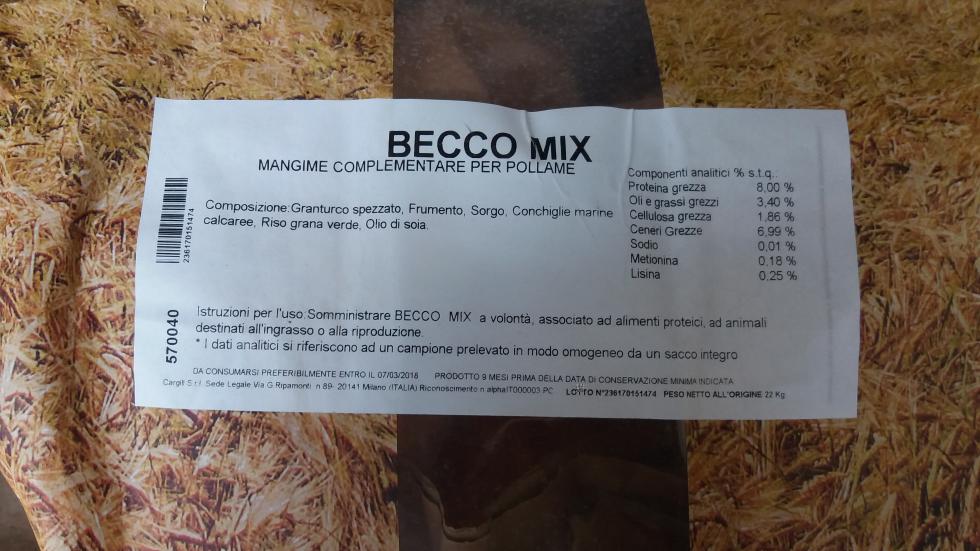 BECCO MIX
MANGIME COMPLEMENTARE PER POLLAME
Composizione:Granturco spezzato, Frumento, Sorgo, Conchiglie marine
calcaree, Riso grana verde, Olio di soia.
Componenti analitici % s.t.q.:
Proteina grezza 8,00 %
Oli e grassi grezzi 3,40 %
Cellulosa grezza 1,86 %
Ceneri Grezze 6,99 %
Sodio 0,01 %
Metionina 0,18 %
Lisina 0,25 %
236170151474
570040
Istruzioni per l'uso:Somministrare BECCO MIX a volontà, associato ad alimenti proteici, ad animali
destinati all'ingrasso o alla riproduzione.
* I dati analitici si riferiscono ad un campione prelevato in modo omogeneo da un sacco integro
DA CONSUMARSI PREFERIBILMENTE ENTRO IL 07/03/2018 PRODOTTO 9 MESI PRIMA DELLA DATA DI CONSERVAZIONE MINIMA INDICATA
Cargill S.r.l. Sede Legale Via G.Ripamonti n 89- 20141 Milano (ITALIA) Riconoscimento n.alphaIT000003 PC LOTTO N°236170151474 PESO NETTO ALL'ORIGINE 22 Kg